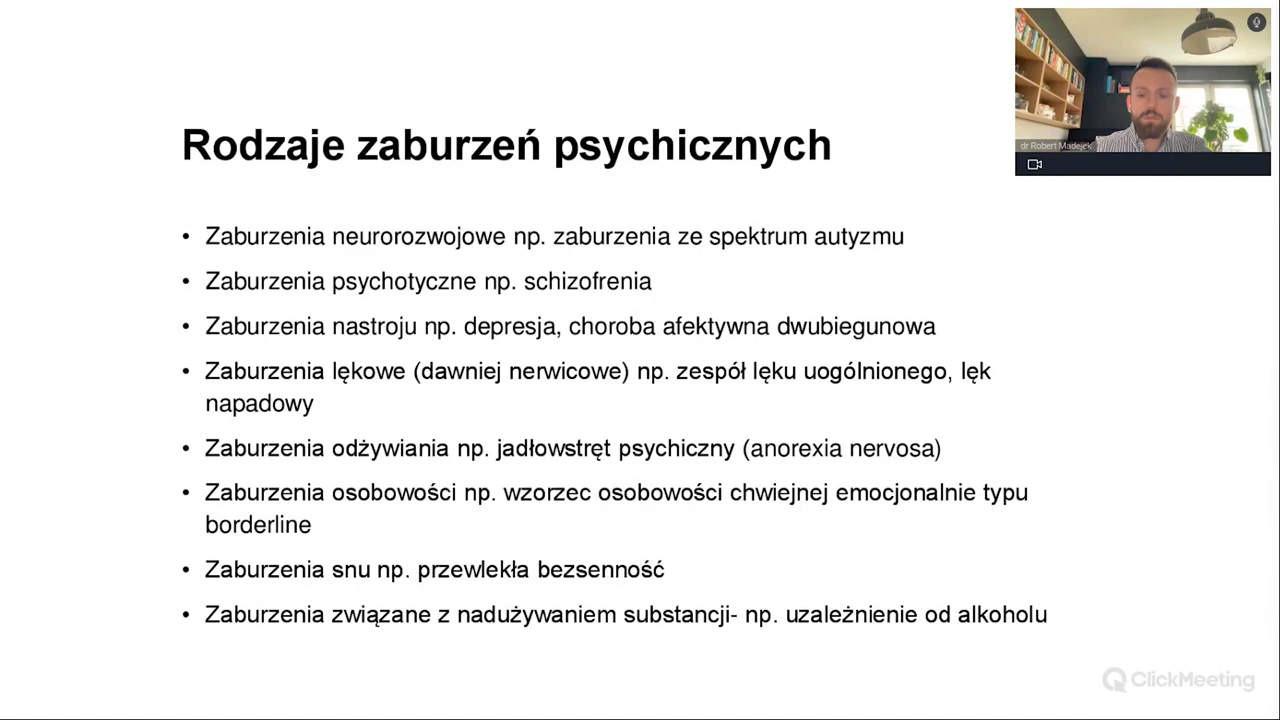 Rodzaje zaburzeń psychicznych
dr Robert Madejek
• Zaburzenia neurorozwojowe np. zaburzenia ze spektrum autyzmu
• Zaburzenia psychotyczne np. schizofrenia
• Zaburzenia nastroju np. depresja, choroba afektywna dwubiegunowa
• Zaburzenia lękowe (dawniej nerwicowe) np. zespół lęku uogólnionego, lęk
napadowy
• Zaburzenia odżywiania np. jadłowstręt psychiczny (anorexia nervosa)
• Zaburzenia osobowości np. wzorzec osobowości chwiejnej emocjonalnie typu
borderline
• Zaburzenia snu np. przewlekła bezsenność
• Zaburzenia związane z nadużywaniem substancji- np. uzależnienie od alkoholu
ClickMeeting